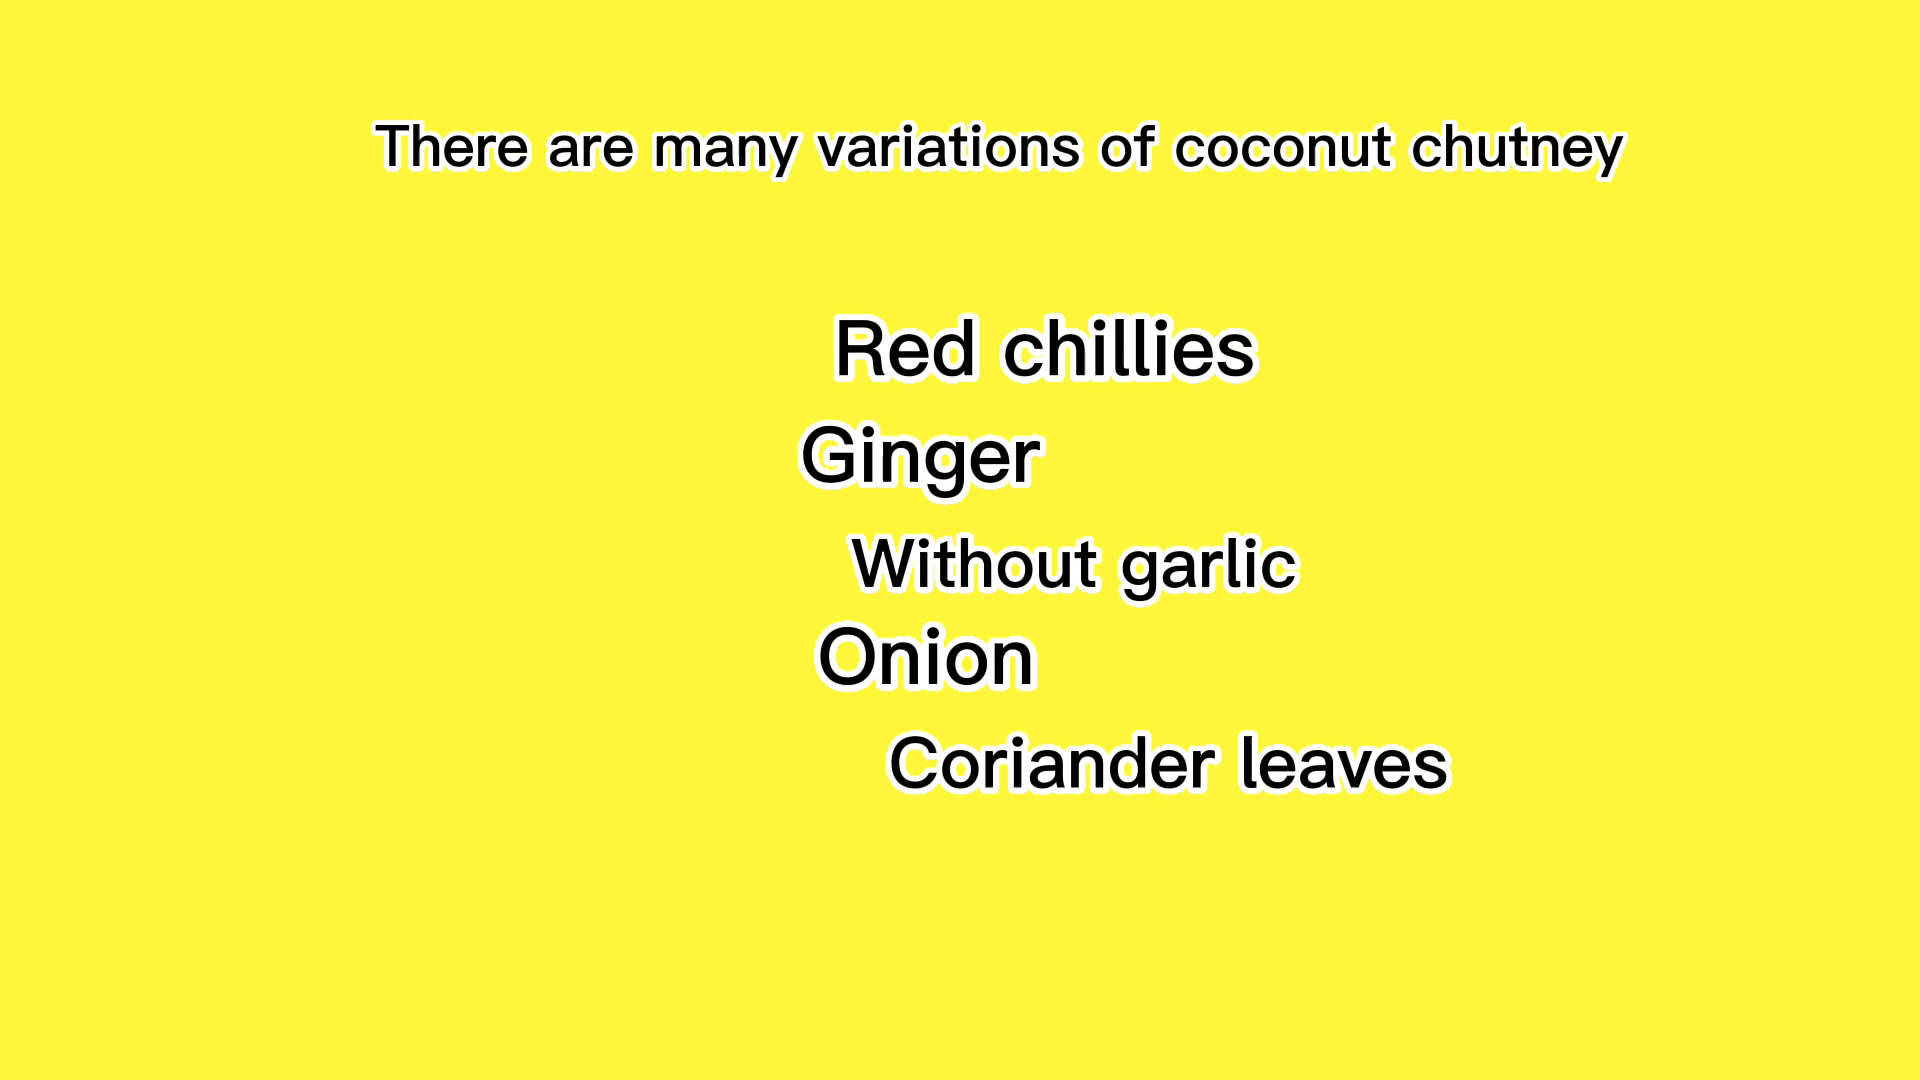 There are many variations of coconut chutney
Red chillies
Ginger
Without garlic
Onion
Coriander leaves